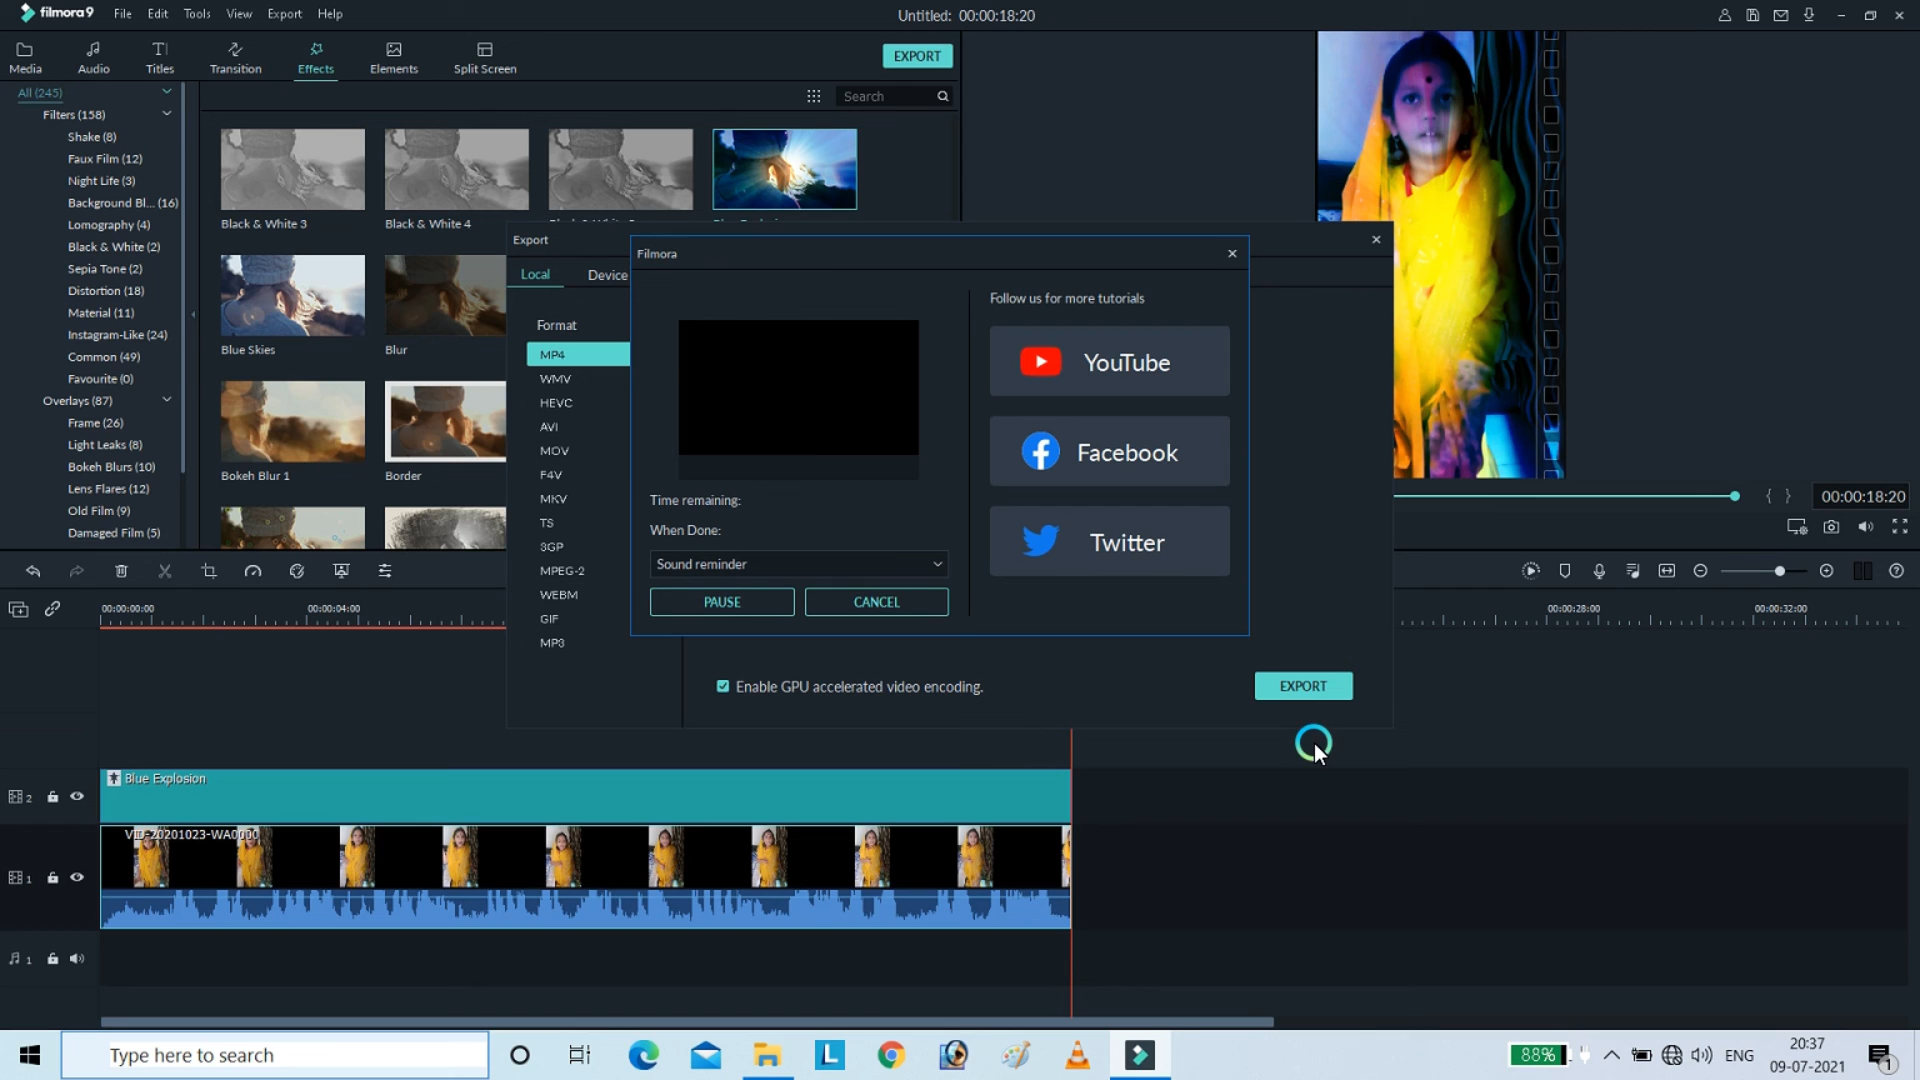 filmora9 File Edit Tools View Export Help
Untitled: 00:00:18:20
Media Audio Titles Transition Effects Elements Split Screen
EXPORT
All (245)
Filters (158)
Shake (8)
Faux Film (12)
Night Life (3)
Background Bl... (16)
Lomography (4)
Black & White (2)
Sepia Tone (2)
Distortion (18)
Material (11)
Instagram-Like (24)
Common (49)
Favourite (0)
Overlays (87)
Frame (26)
Light Leaks (8)
Bokeh Blurs (10)
Lens Flares (12)
Old Film (9)
Damaged Film (5)
Search
Black & White 3
Black & White 4
Blue Skies
Blur
Bokeh Blur 1
Border
Export
Local Device
Format
MP4
WMV
HEVC
AVI
MOV
F4V
MKV
TS
3GP
MPEG-2
WEBM
GIF
MP3
Filmora
Time remaining:
When Done:
Sound reminder
PAUSE CANCEL
Follow us for more tutorials
YouTube
Facebook
Twitter
Enable GPU accelerated video encoding.
EXPORT
{ } 00:00:18:20
00:00:00:00 00:00:04:00 00:00:28:00 00:00:32:00
2
Blue Explosion
1
VID-20201023-WA0000
1
Type here to search
L
88%
ENG
20:37
09-07-2021
1